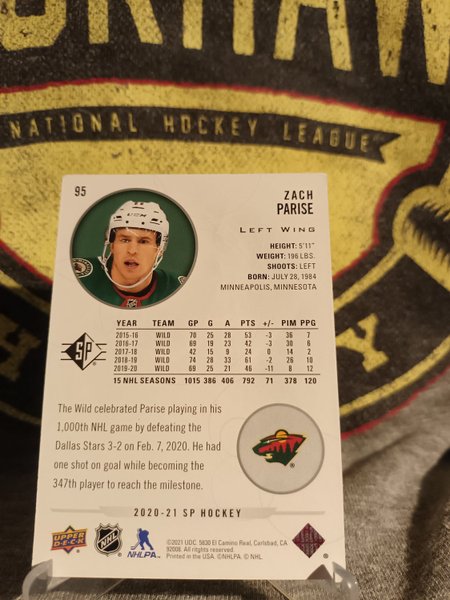 NATIONAL HOCKEY LEAGUE
95
ZACH
PARISE
LEFT WING
HEIGHT: 5'11"
WEIGHT: 196 LBS.
SHOOTS: LEFT
BORN: JULY 28, 1984
MINNEAPOLIS, MINNESOTA
YEAR TEAM GP G A PTS +/- PIM PPG
2015-16 WILD 70 25 28 53 -3 36 7
2016-17 WILD 69 19 23 42 -3 30 6
2017-18 WILD 42 15 9 24 0 14 2
2018-19 WILD 74 28 33 61 -2 26 10
2019-20 WILD 69 25 21 46 -11 8 12
15 NHL SEASONS 1015 386 406 792 71 378 120
SP
The Wild celebrated Parise playing in his
1,000th NHL game by defeating the
Dallas Stars 3-2 on Feb. 7, 2020. He had
one shot on goal while becoming the
347th player to reach the milestone.
2020-21 SP HOCKEY
UPPER
DECK
NHL
NHLPA
©2021 UDC. 5830 El Camino Real, Carlsbad, CA
92008. All rights reserved.
Printed in the USA. ©NHLPA. © NHL.